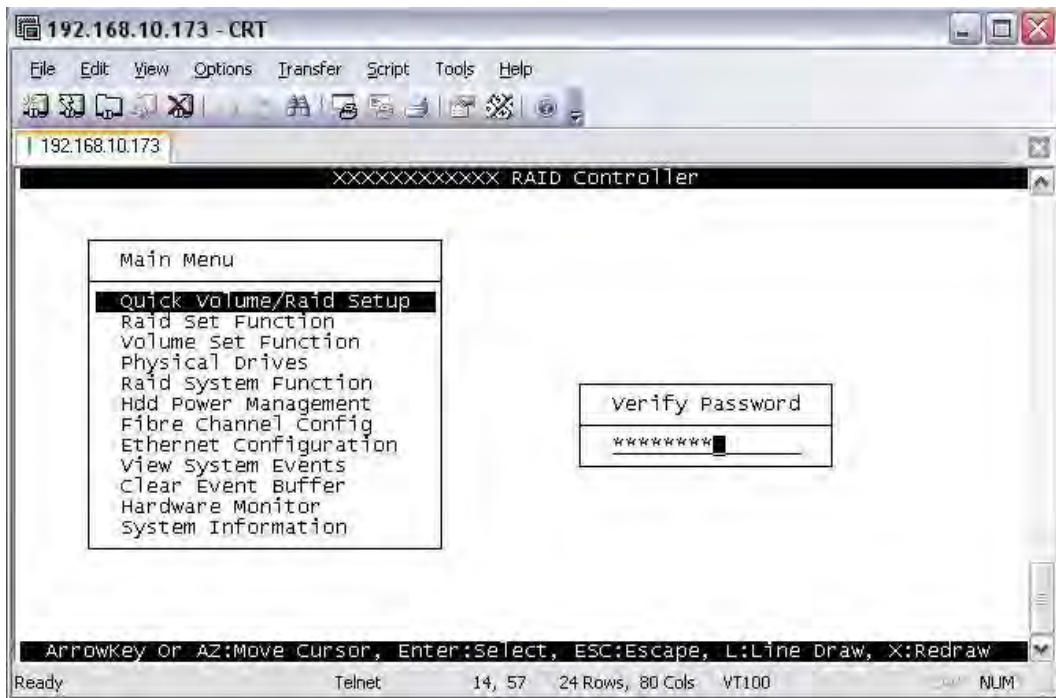 192.168.10.173 - CRT
File Edit View Options Transfer Script Tools Help
192.168.10.173
XXXXXXXXXXXX RAID Controller
Main Menu
Quick Volume/Raid Setup
Raid Set Function
Volume Set Function
Physical Drives
Raid System Function
Hdd Power Management
Fibre Channel Config
Ethernet Configuration
View System Events
Clear Event Buffer
Hardware Monitor
System Information
Verify Password
********
ArrowKey Or AZ:Move Cursor, Enter:Select, ESC:Escape, L:Line Draw, X:Redraw
Ready Telnet 14, 57 24 Rows, 80 Cols VT100 NUM